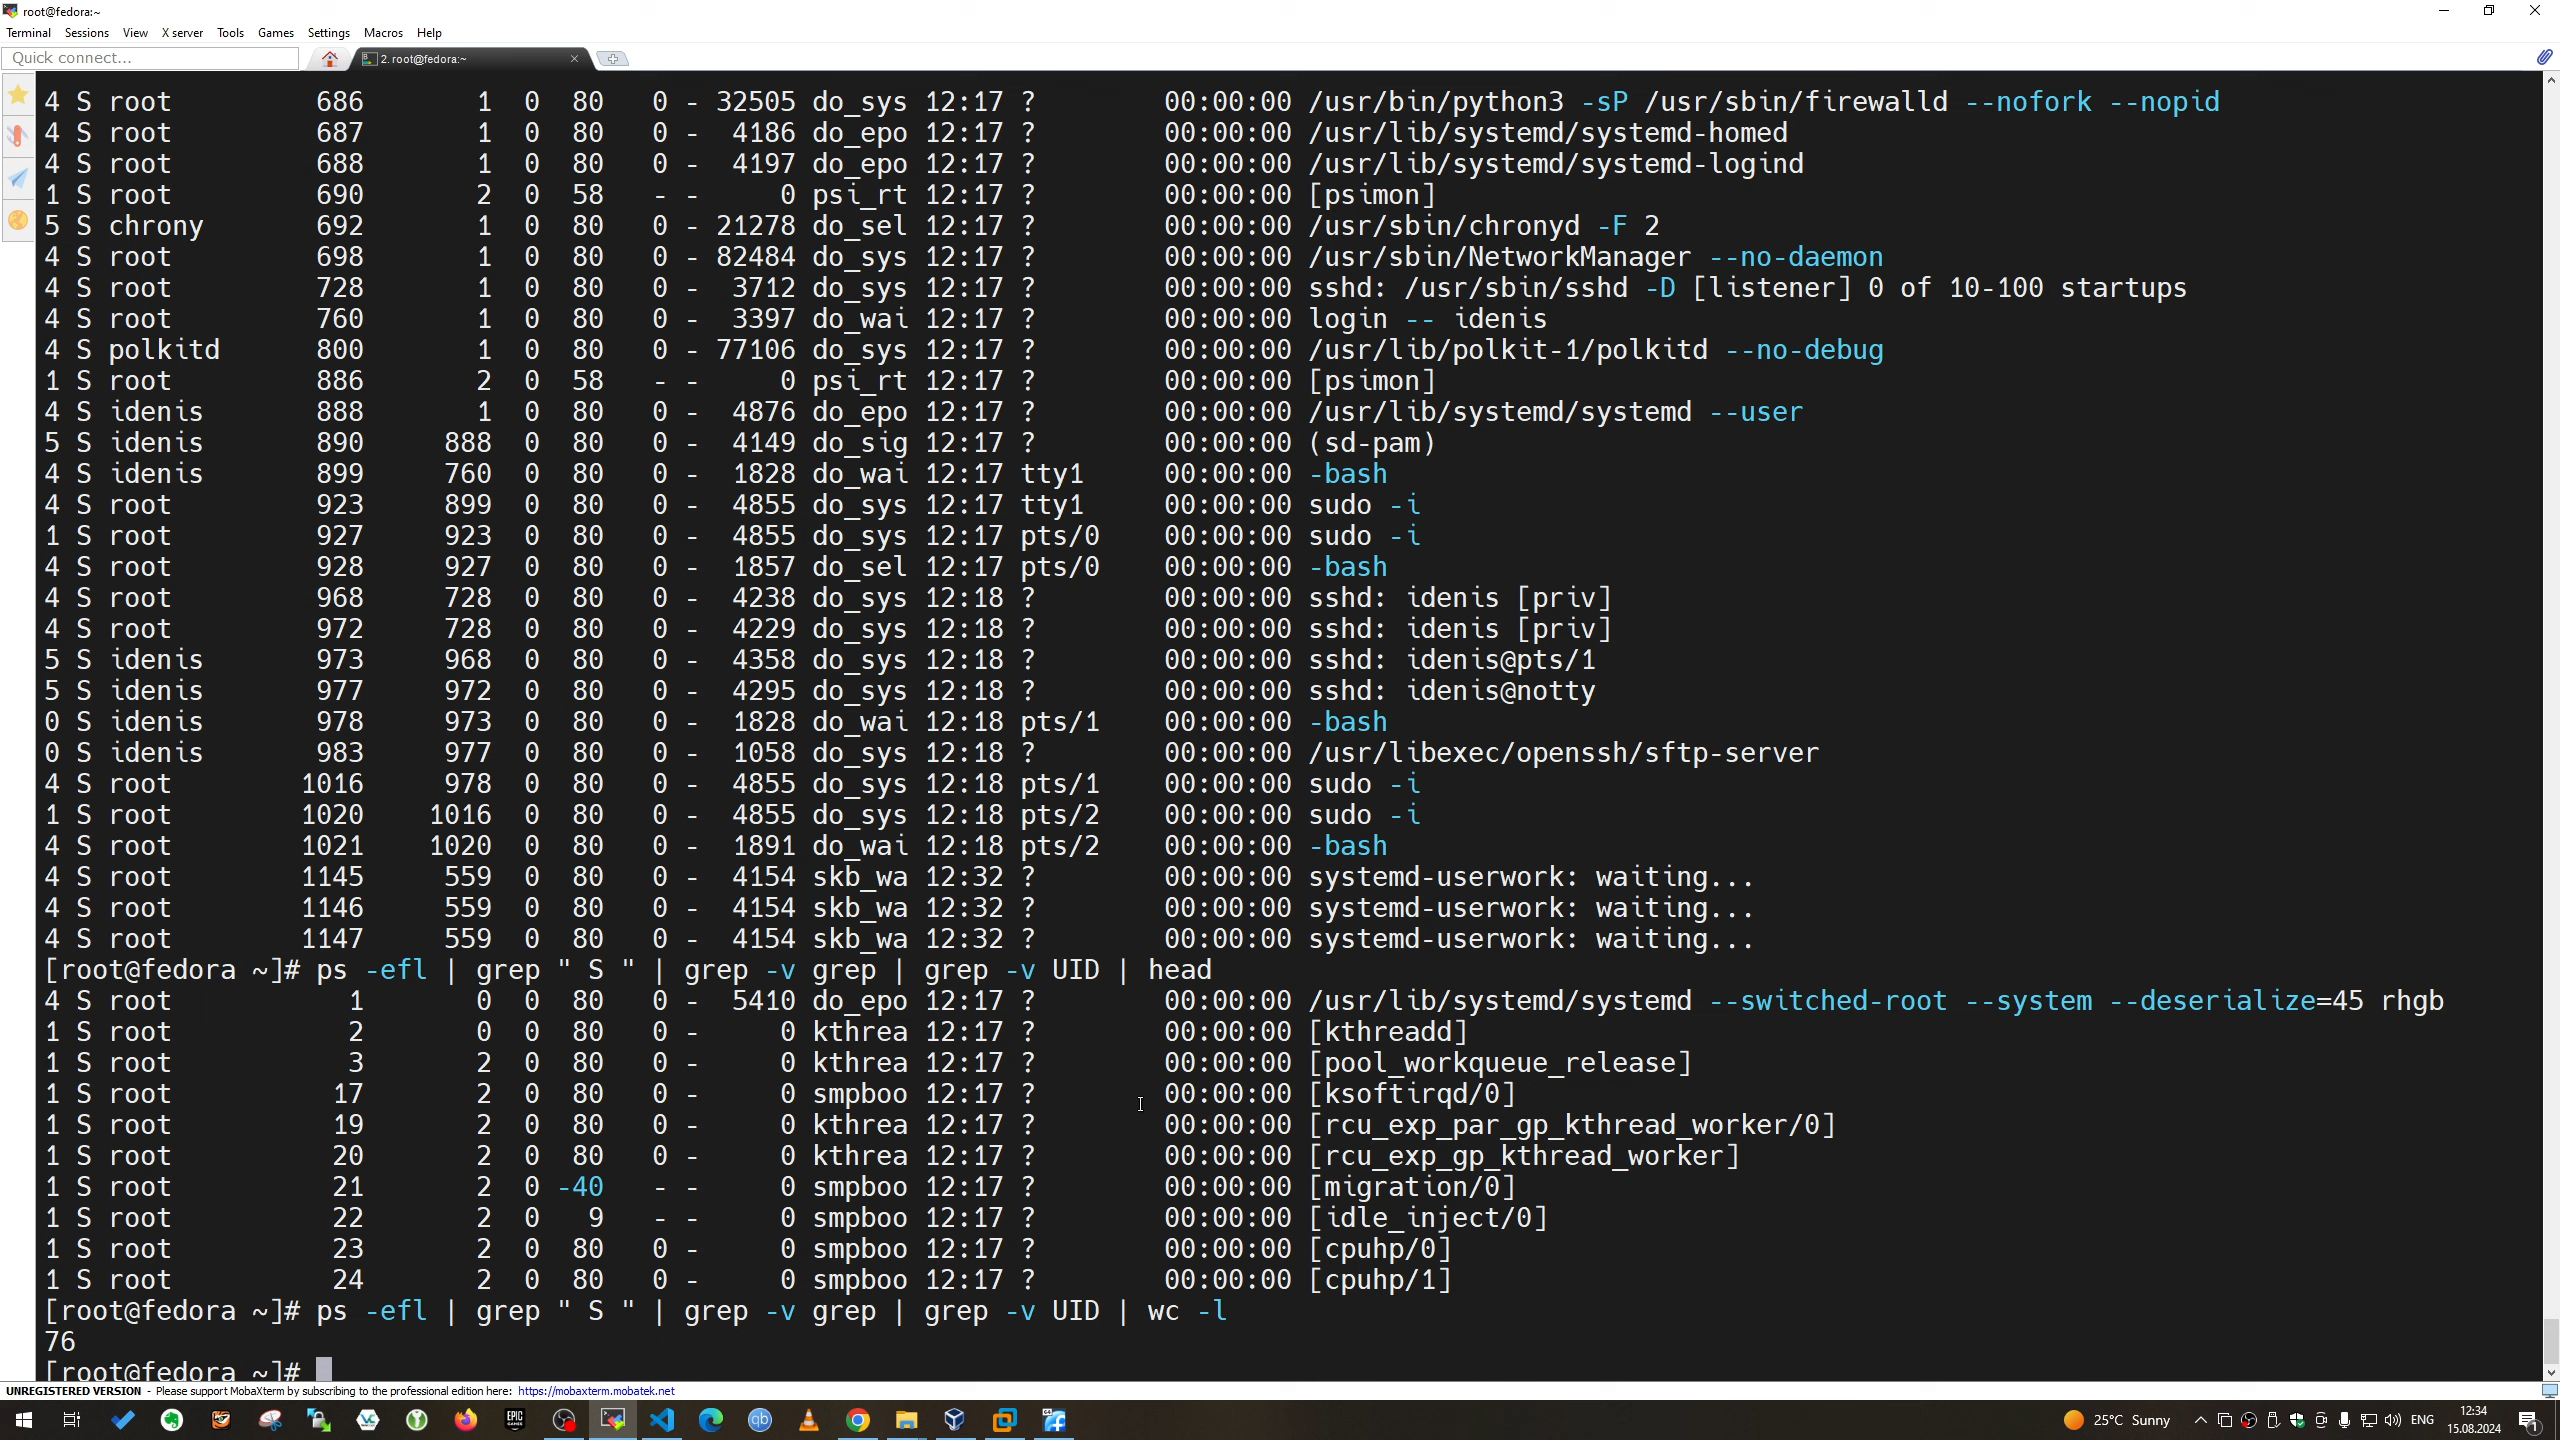 root@fedora:~
Terminal Sessions View X server Tools Games Settings Macros Help
Quick connect... 2. root@fedora:~
4 S root 686 1 0 80 0 - 32505 do_sys 12:17 ? 00:00:00 /usr/bin/python3 -sP /usr/sbin/firewalld --nofork --nopid
4 S root 687 1 0 80 0 - 4186 do_epo 12:17 ? 00:00:00 /usr/lib/systemd/systemd-homed
4 S root 688 1 0 80 0 - 4197 do_epo 12:17 ? 00:00:00 /usr/lib/systemd/systemd-logind
1 S root 690 2 0 58 - - 0 psi_rt 12:17 ? 00:00:00 [psimon]
5 S chrony 692 1 0 80 0 - 21278 do_sel 12:17 ? 00:00:00 /usr/sbin/chronyd -F 2
4 S root 698 1 0 80 0 - 82484 do_sys 12:17 ? 00:00:00 /usr/sbin/NetworkManager --no-daemon
4 S root 728 1 0 80 0 - 3712 do_sys 12:17 ? 00:00:00 sshd: /usr/sbin/sshd -D [listener] 0 of 10-100 startups
4 S root 760 1 0 80 0 - 3397 do_wai 12:17 ? 00:00:00 login -- idenis
4 S polkitd 800 1 0 80 0 - 77106 do_sys 12:17 ? 00:00:00 /usr/lib/polkit-1/polkitd --no-debug
1 S root 886 2 0 58 - - 0 psi_rt 12:17 ? 00:00:00 [psimon]
4 S idenis 888 1 0 80 0 - 4876 do_epo 12:17 ? 00:00:00 /usr/lib/systemd/systemd --user
5 S idenis 890 888 0 80 0 - 4149 do_sig 12:17 ? 00:00:00 (sd-pam)
4 S idenis 899 760 0 80 0 - 1828 do_wai 12:17 tty1 00:00:00 -bash
4 S root 923 899 0 80 0 - 4855 do_sys 12:17 tty1 00:00:00 sudo -i
1 S root 927 923 0 80 0 - 4855 do_sys 12:17 pts/0 00:00:00 sudo -i
4 S root 928 927 0 80 0 - 1857 do_sel 12:17 pts/0 00:00:00 -bash
4 S root 968 728 0 80 0 - 4238 do_sys 12:18 ? 00:00:00 sshd: idenis [priv]
4 S root 972 728 0 80 0 - 4229 do_sys 12:18 ? 00:00:00 sshd: idenis [priv]
5 S idenis 973 968 0 80 0 - 4358 do_sys 12:18 ? 00:00:00 sshd: idenis@pts/1
5 S idenis 977 972 0 80 0 - 4295 do_sys 12:18 ? 00:00:00 sshd: idenis@notty
0 S idenis 978 973 0 80 0 - 1828 do_wai 12:18 pts/1 00:00:00 -bash
0 S idenis 983 977 0 80 0 - 1058 do_sys 12:18 ? 00:00:00 /usr/libexec/openssh/sftp-server
4 S root 1016 978 0 80 0 - 4855 do_sys 12:18 pts/1 00:00:00 sudo -i
1 S root 1020 1016 0 80 0 - 4855 do_sys 12:18 pts/2 00:00:00 sudo -i
4 S root 1021 1020 0 80 0 - 1891 do_wai 12:18 pts/2 00:00:00 -bash
4 S root 1145 559 0 80 0 - 4154 skb_wa 12:32 ? 00:00:00 systemd-userwork: waiting...
4 S root 1146 559 0 80 0 - 4154 skb_wa 12:32 ? 00:00:00 systemd-userwork: waiting...
4 S root 1147 559 0 80 0 - 4154 skb_wa 12:32 ? 00:00:00 systemd-userwork: waiting...
[root@fedora ~]# ps -efl | grep " S " | grep -v grep | grep -v UID | head
4 S root 1 0 0 80 0 - 5410 do_epo 12:17 ? 00:00:00 /usr/lib/systemd/systemd --switched-root --system --deserialize=45 rhgb
1 S root 2 0 0 80 0 - 0 kthrea 12:17 ? 00:00:00 [kthreadd]
1 S root 3 2 0 80 0 - 0 kthrea 12:17 ? 00:00:00 [pool_workqueue_release]
1 S root 17 2 0 80 0 - 0 smpboo 12:17 ? 00:00:00 [ksoftirqd/0]
1 S root 19 2 0 80 0 - 0 kthrea 12:17 ? 00:00:00 [rcu_exp_par_gp_kthread_worker/0]
1 S root 20 2 0 80 0 - 0 kthrea 12:17 ? 00:00:00 [rcu_exp_gp_kthread_worker]
1 S root 21 2 0 -40 - - 0 smpboo 12:17 ? 00:00:00 [migration/0]
1 S root 22 2 0 9 - - 0 smpboo 12:17 ? 00:00:00 [idle_inject/0]
1 S root 23 2 0 80 0 - 0 smpboo 12:17 ? 00:00:00 [cpuhp/0]
1 S root 24 2 0 80 0 - 0 smpboo 12:17 ? 00:00:00 [cpuhp/1]
[root@fedora ~]# ps -efl | grep " S " | grep -v grep | grep -v UID | wc -l
76
[root@fedora ~]#
UNREGISTERED VERSION - Please support MobaXterm by subscribing to the professional edition here: https://mobaxterm.mobatek.net
25°C Sunny ENG 12:34
15.08.2024